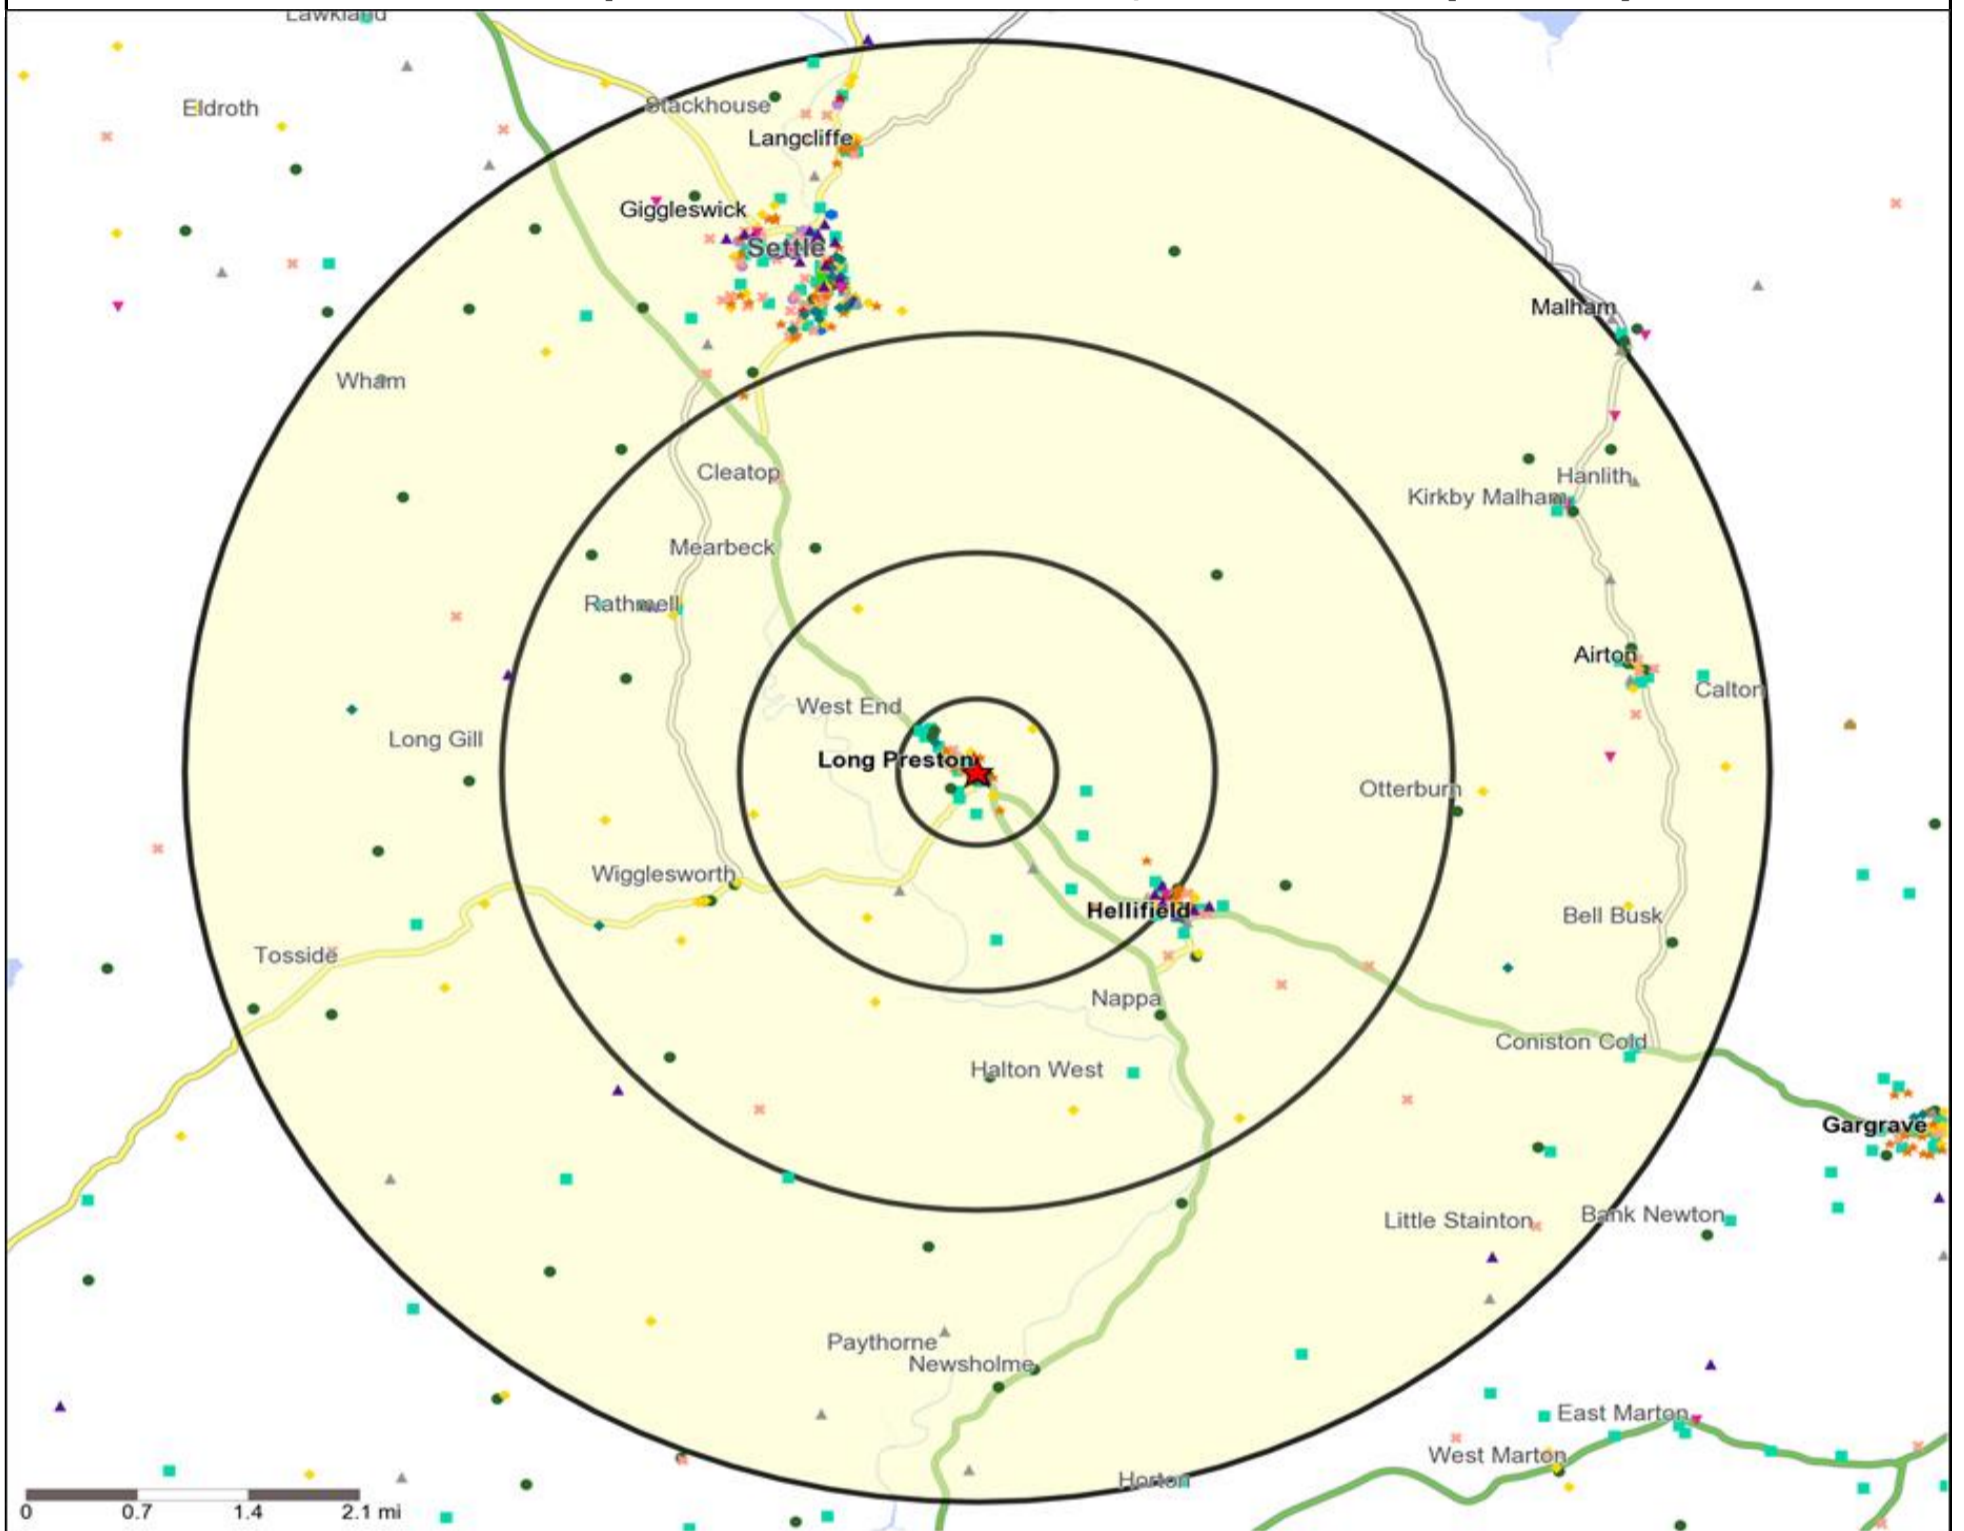 Lawkland
Eldroth
Stackhouse
Langcliffe
Giggleswick
Settle
Malham
Wham
Cleatop
Hanlith
Kirkby Malham
Mearbeck
Rathmell
Airton
Calton
West End
Long Gill
Long Preston
Otterburn
Wigglesworth
Hellifield
Bell Busk
Tosside
Nappa
Coniston Cold
Halton West
Gargrave
Little Stainton
Bank Newton
Paythorne
Newsholme
East Marton
West Marton
Horton
0 0.7 1.4 2.1 mi